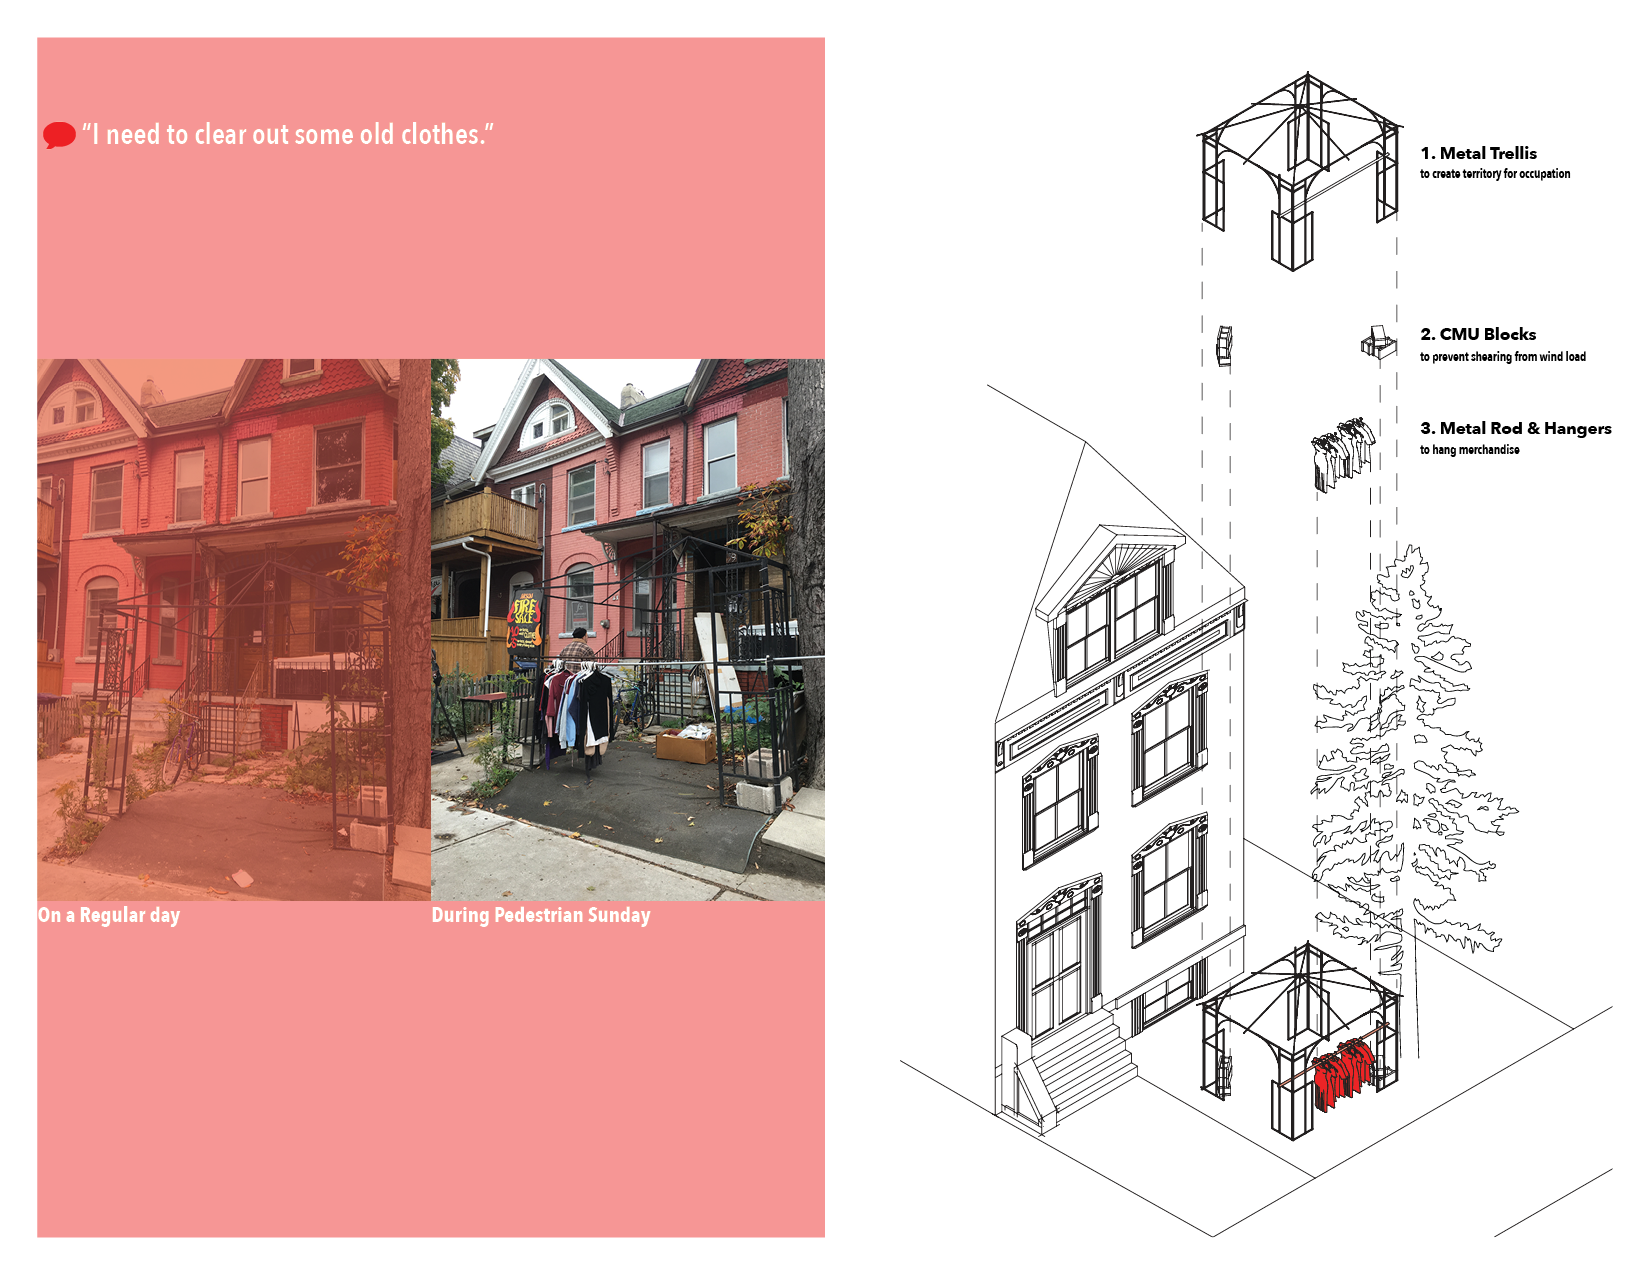 “I need to clear out some old clothes.”
On a Regular day
During Pedestrian Sunday
FIRE
SALE
1. Metal Trellis
to create territory for occupation
2. CMU Blocks
to prevent shearing from wind load
3. Metal Rod & Hangers
to hang merchandise